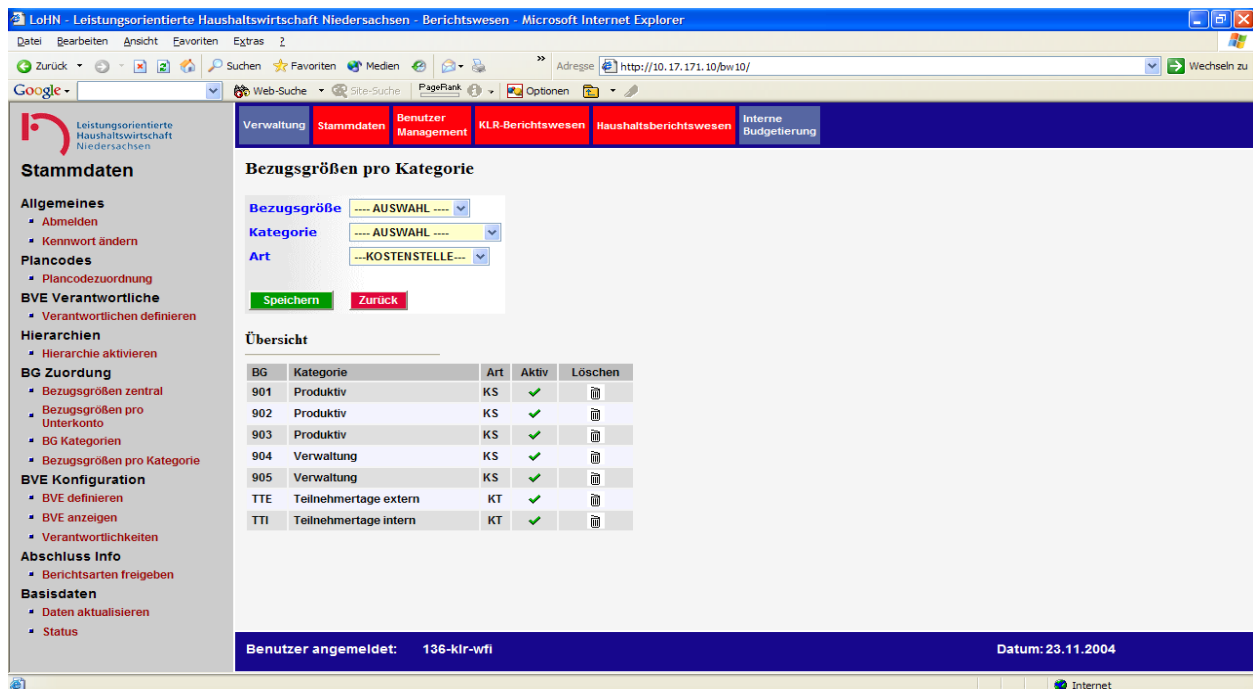 LoHN - Leistungsorientierte Haushaltswirtschaft Niedersachsen - Berichtswesen - Microsoft Internet Explorer
Datei Bearbeiten Ansicht Favoriten Extras ?
Zurück Suchen Favoriten Medien » Adresse http://10.17.171.10/bw10/ Wechseln zu
Google Web-Suche Site-Suche PageRank Optionen
Leistungsorientierte
Haushaltswirtschaft
Niedersachsen
Verwaltung Stammdaten Benutzer Management KLR-Berichtswesen Haushaltsberichtswesen Interne Budgetierung
Stammdaten
Allgemeines
Abmelden
Kennwort ändern
Plancodes
Plancodezuordnung
BVE Verantwortliche
Verantwortlichen definieren
Hierarchien
Hierarchie aktivieren
BG Zuordung
Bezugsgrößen zentral
Bezugsgrößen pro
Unterkonto
BG Kategorien
Bezugsgrößen pro Kategorie
BVE Konfiguration
BVE definieren
BVE anzeigen
Verantwortlichkeiten
Abschluss Info
Berichtsarten freigeben
Basisdaten
Daten aktualisieren
Status
Bezugsgrößen pro Kategorie
Bezugsgröße ---- AUSWAHL ----
Kategorie ---- AUSWAHL ----
Art ---KOSTENSTELLE---
Speichern Zurück
Übersicht
BG Kategorie Art Aktiv Löschen
901 Produktiv KS
902 Produktiv KS
903 Produktiv KS
904 Verwaltung KS
905 Verwaltung KS
TTE Teilnehmertage extern KT
TTI Teilnehmertage intern KT
Benutzer angemeldet: 136-klr-wfi Datum: 23.11.2004
Internet